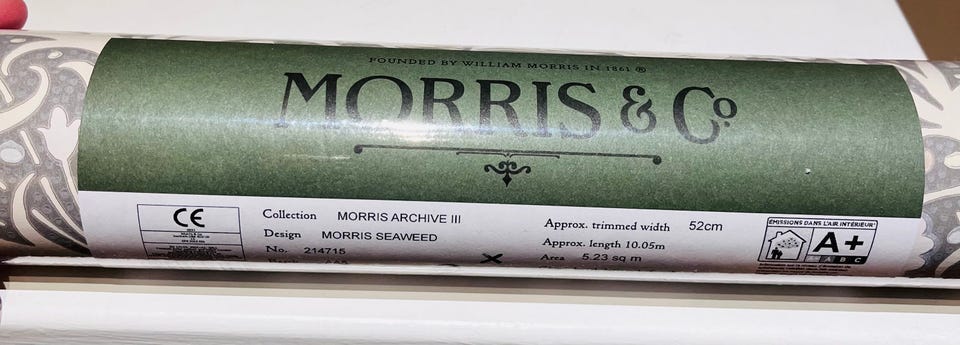 FOUNDED BY WILLIAM MORRIS IN 1861 ®
MORRIS & Co.
CE
Collection MORRIS ARCHIVE III
Design MORRIS SEAWEED
No. 214715
Approx. trimmed width 52cm
Approx. length 10.05m
Area 5.23 sq m
ÉMISSIONS DANS L'AIR INTÉRIEUR*
A+
A+ A B C